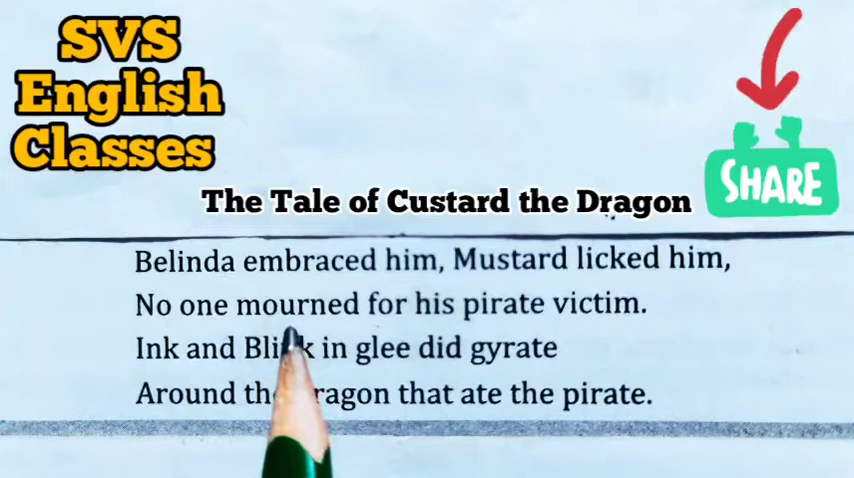 SVS
English
Classes
SHARE
The Tale of Custard the Dragon
Belinda embraced him, Mustard licked him,
No one mourned for his pirate victim.
Ink and in glee did gyrate
Around that ate the pirate.